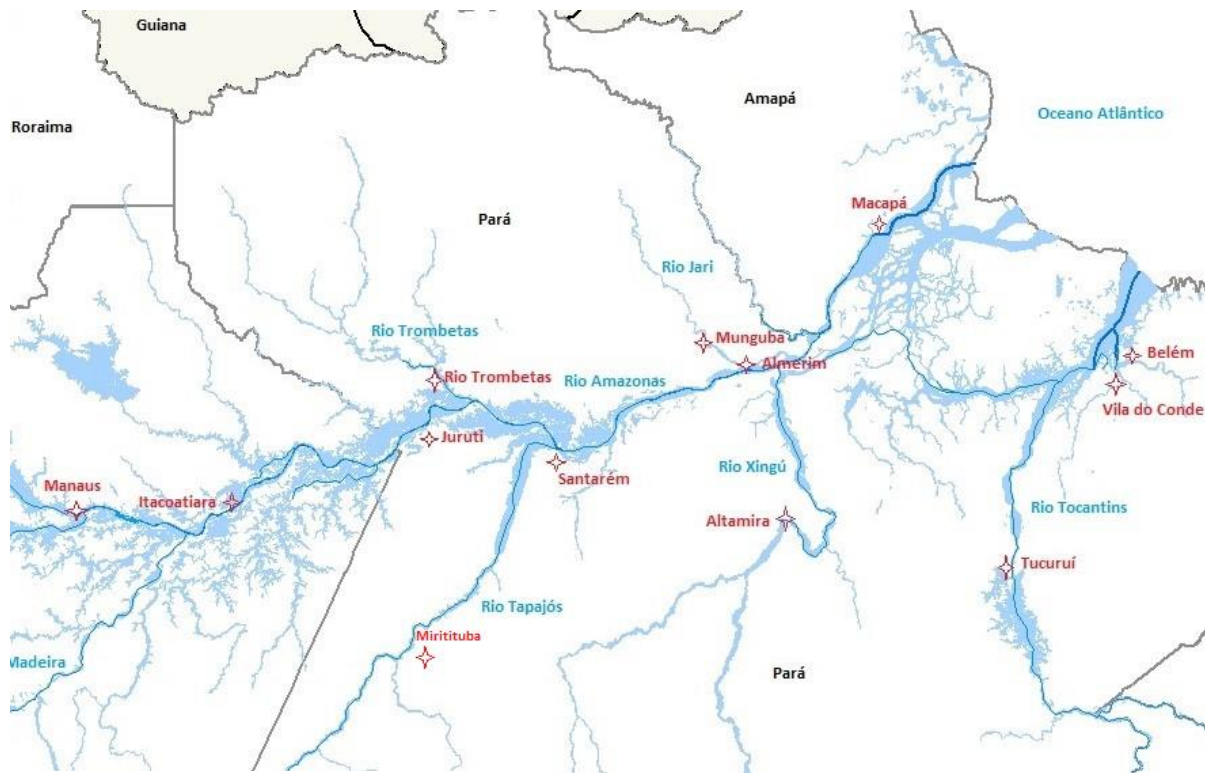 Guiana
Amapá
Oceano Atlântico
Roraima
Macapá
Pará
Rio Jari
Rio Trombetas
Munguba
Belém
Almerim
Rio Trombetas
Rio Amazonas
Vila do Conde
Juruti
Rio Xingú
Santarém
Manaus
Itacoatiara
Rio Tocantins
Altamira
Tucuruí
Rio Tapajós
Miritituba
Madeira
Pará